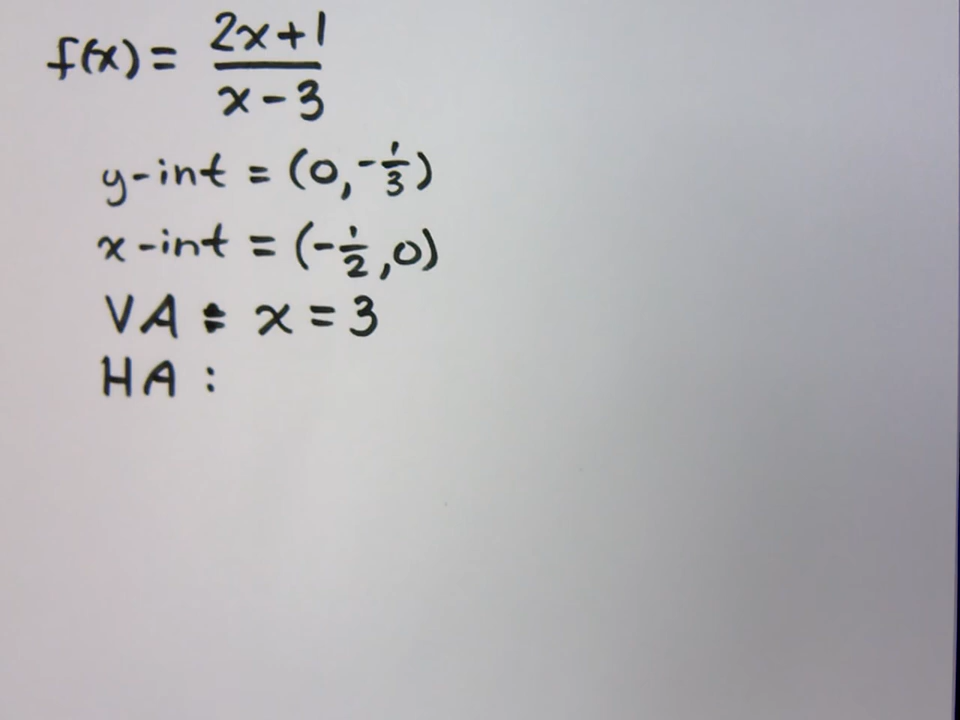 f(x) = (2x+1)/(x-3)
y-int = (0, -1/3)
x-int = (-1/2, 0)
VA : x = 3
HA :